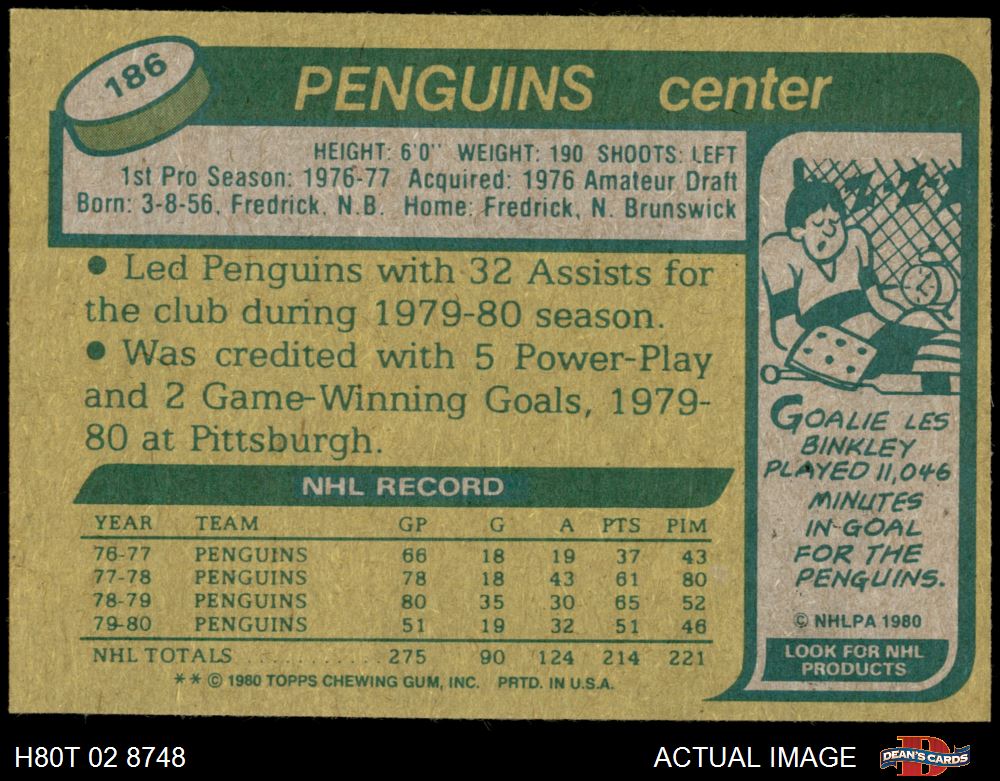 186
PENGUINS center
HEIGHT: 6'0" WEIGHT: 190 SHOOTS: LEFT
1st Pro Season: 1976-77 Acquired: 1976 Amateur Draft
Born: 3-8-56, Fredrick, N.B. Home: Fredrick, N. Brunswick
• Led Penguins with 32 Assists for
the club during 1979-80 season.
• Was credited with 5 Power-Play
and 2 Game-Winning Goals, 1979-
80 at Pittsburgh.
NHL RECORD
YEAR TEAM GP G A PTS PIM
76-77 PENGUINS 66 18 19 37 43
77-78 PENGUINS 78 18 43 61 80
78-79 PENGUINS 80 35 30 65 52
79-80 PENGUINS 51 19 32 51 46
NHL TOTALS .......... 275 90 124 214 221
** © 1980 TOPPS CHEWING GUM, INC. PRTD. IN U.S.A.
Z-ZZZ
GOALIE LES
BINKLEY
PLAYED 11,046
MINUTES
IN GOAL
FOR THE
PENGUINS.
© NHLPA 1980
LOOK FOR NHL
PRODUCTS
H80T 02 8748
ACTUAL IMAGE
DEAN'S CARDS